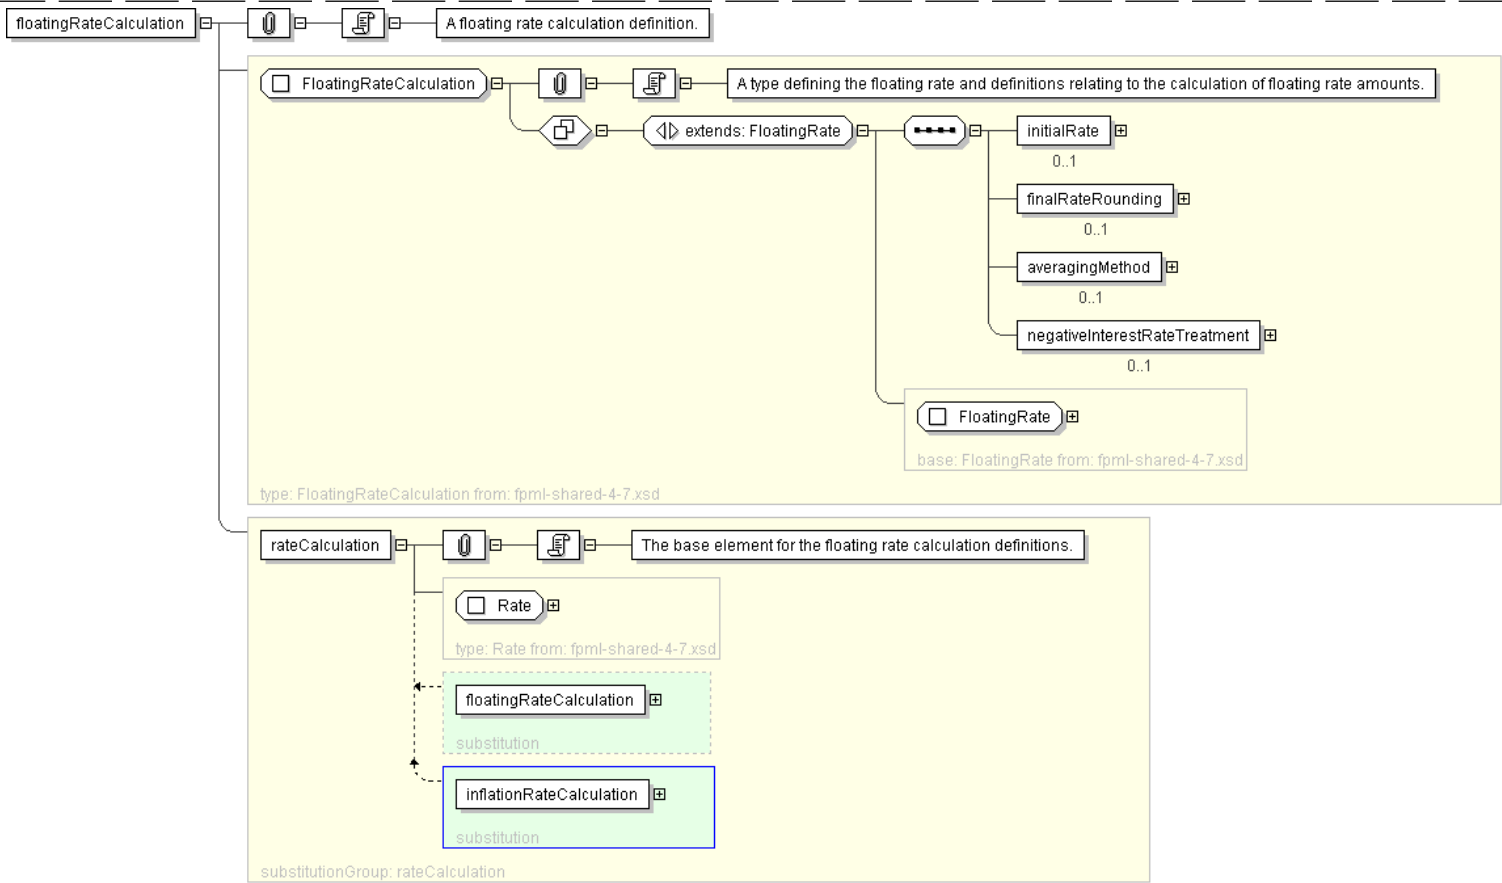 floatingRateCalculation
A floating rate calculation definition.
FloatingRateCalculation
A type defining the floating rate and definitions relating to the calculation of floating rate amounts.
extends: FloatingRate
initialRate
0..1
finalRateRounding
0..1
averagingMethod
0..1
negativeInterestRateTreatment
0..1
FloatingRate
base: FloatingRate from: fpml-shared-4-7.xsd
type: FloatingRateCalculation from: fpml-shared-4-7.xsd
rateCalculation
The base element for the floating rate calculation definitions.
Rate
type: Rate from: fpml-shared-4-7.xsd
floatingRateCalculation
substitution
inflationRateCalculation
substitution
substitutionGroup: rateCalculation